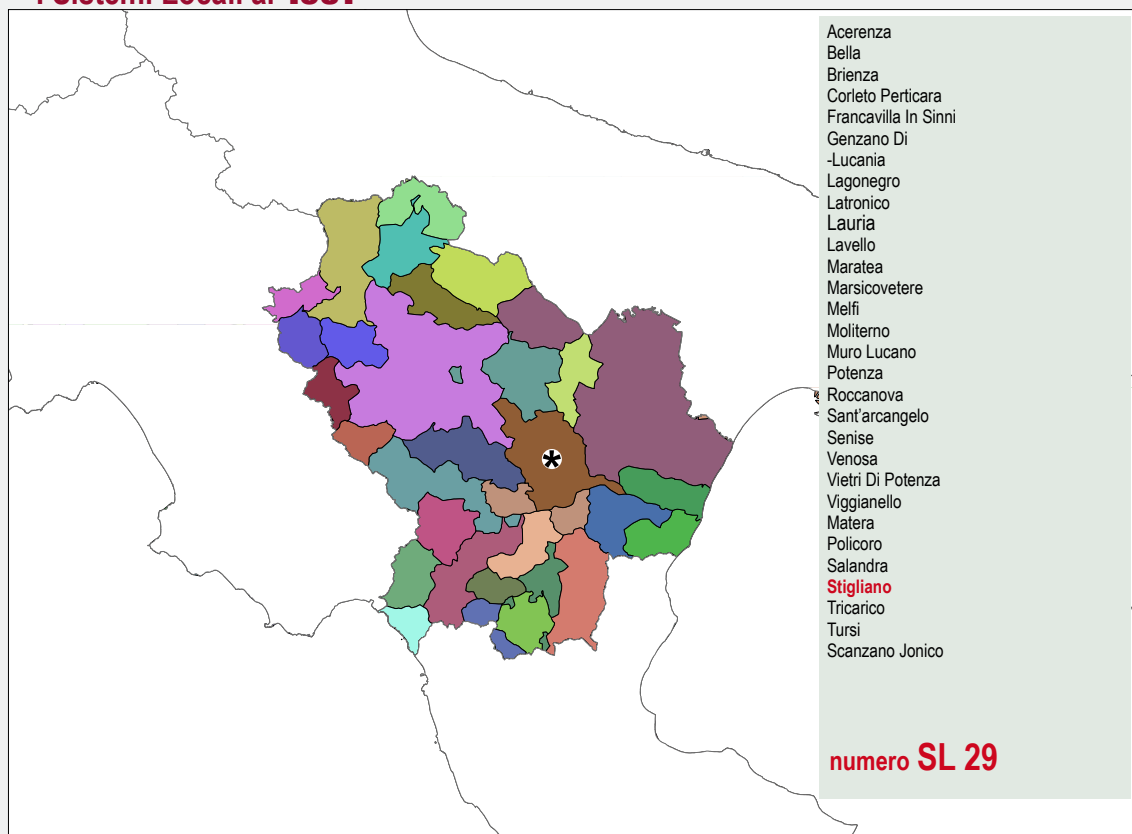 Acerenza
Bella
Brienza
Corleto Perticara
Francavilla In Sinni
Genzano Di
-Lucania
Lagonegro
Latronico
Lauria
Lavello
Maratea
Marsicovetere
Melfi
Moliterno
Muro Lucano
Potenza
Roccanova
Sant'arcangelo
Senise
Venosa
Vietri Di Potenza
Viggianello
Matera
Policoro
Salandra
Stigliano
Tricarico
Tursi
Scanzano Jonico
numero SL 29